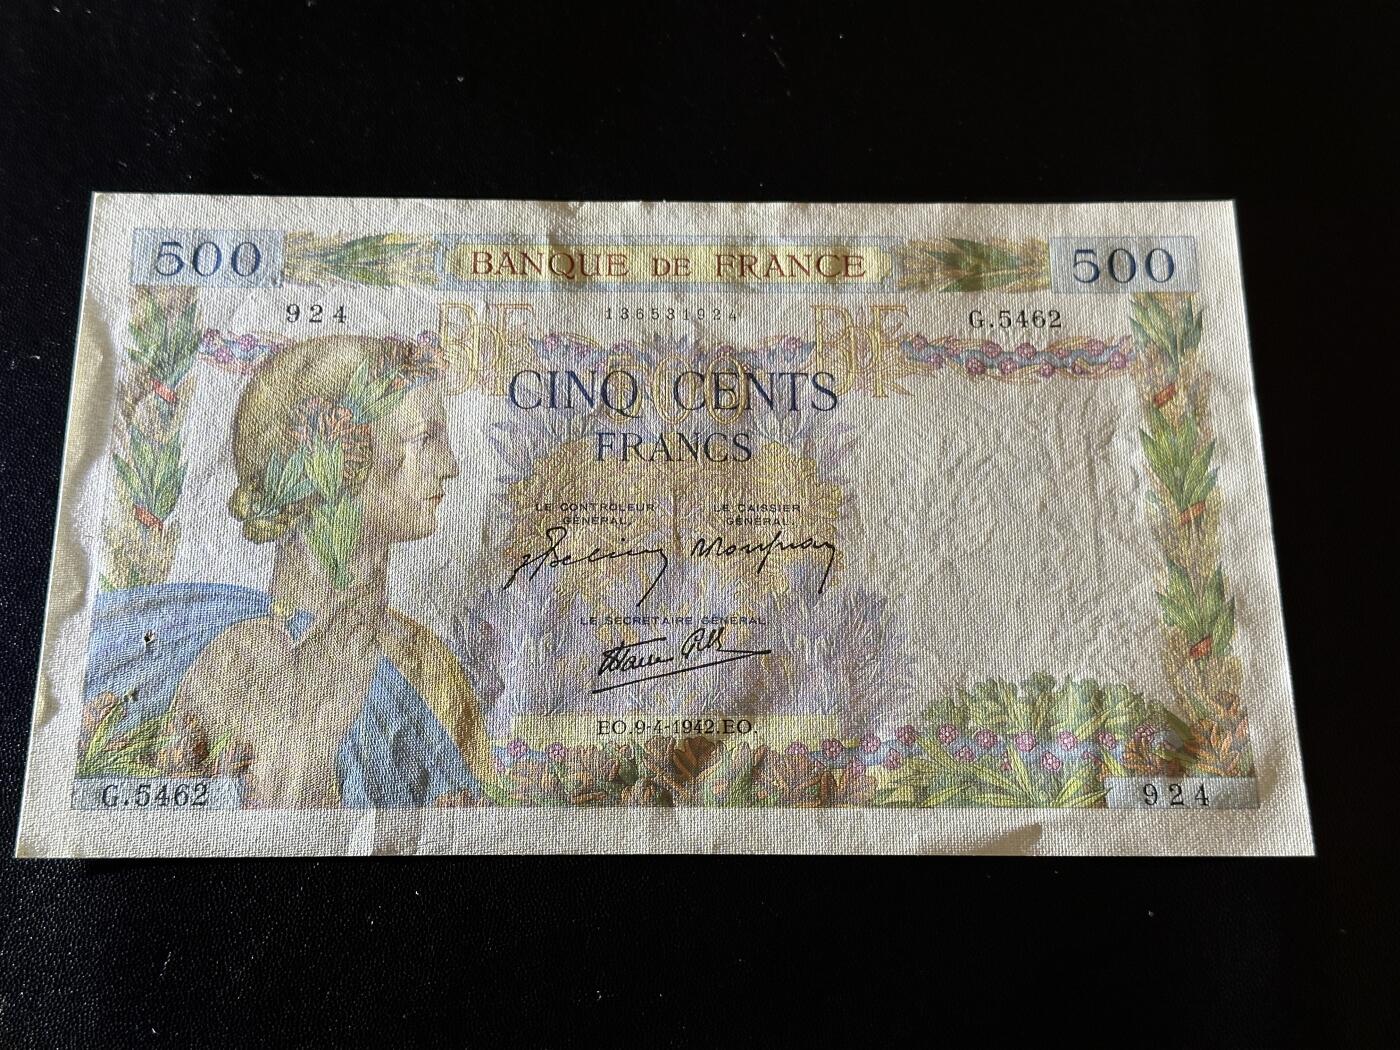 500 BANQUE DE FRANCE 500
924 136531924 G.5462
CINQ CENTS
FRANCS
LE CONTROLEUR GÉNÉRAL,
LE CAISSIER GÉNÉRAL
LE SECRÉTAIRE GÉNÉRAL
EO.9-4-1942.EO.
G.5462 924